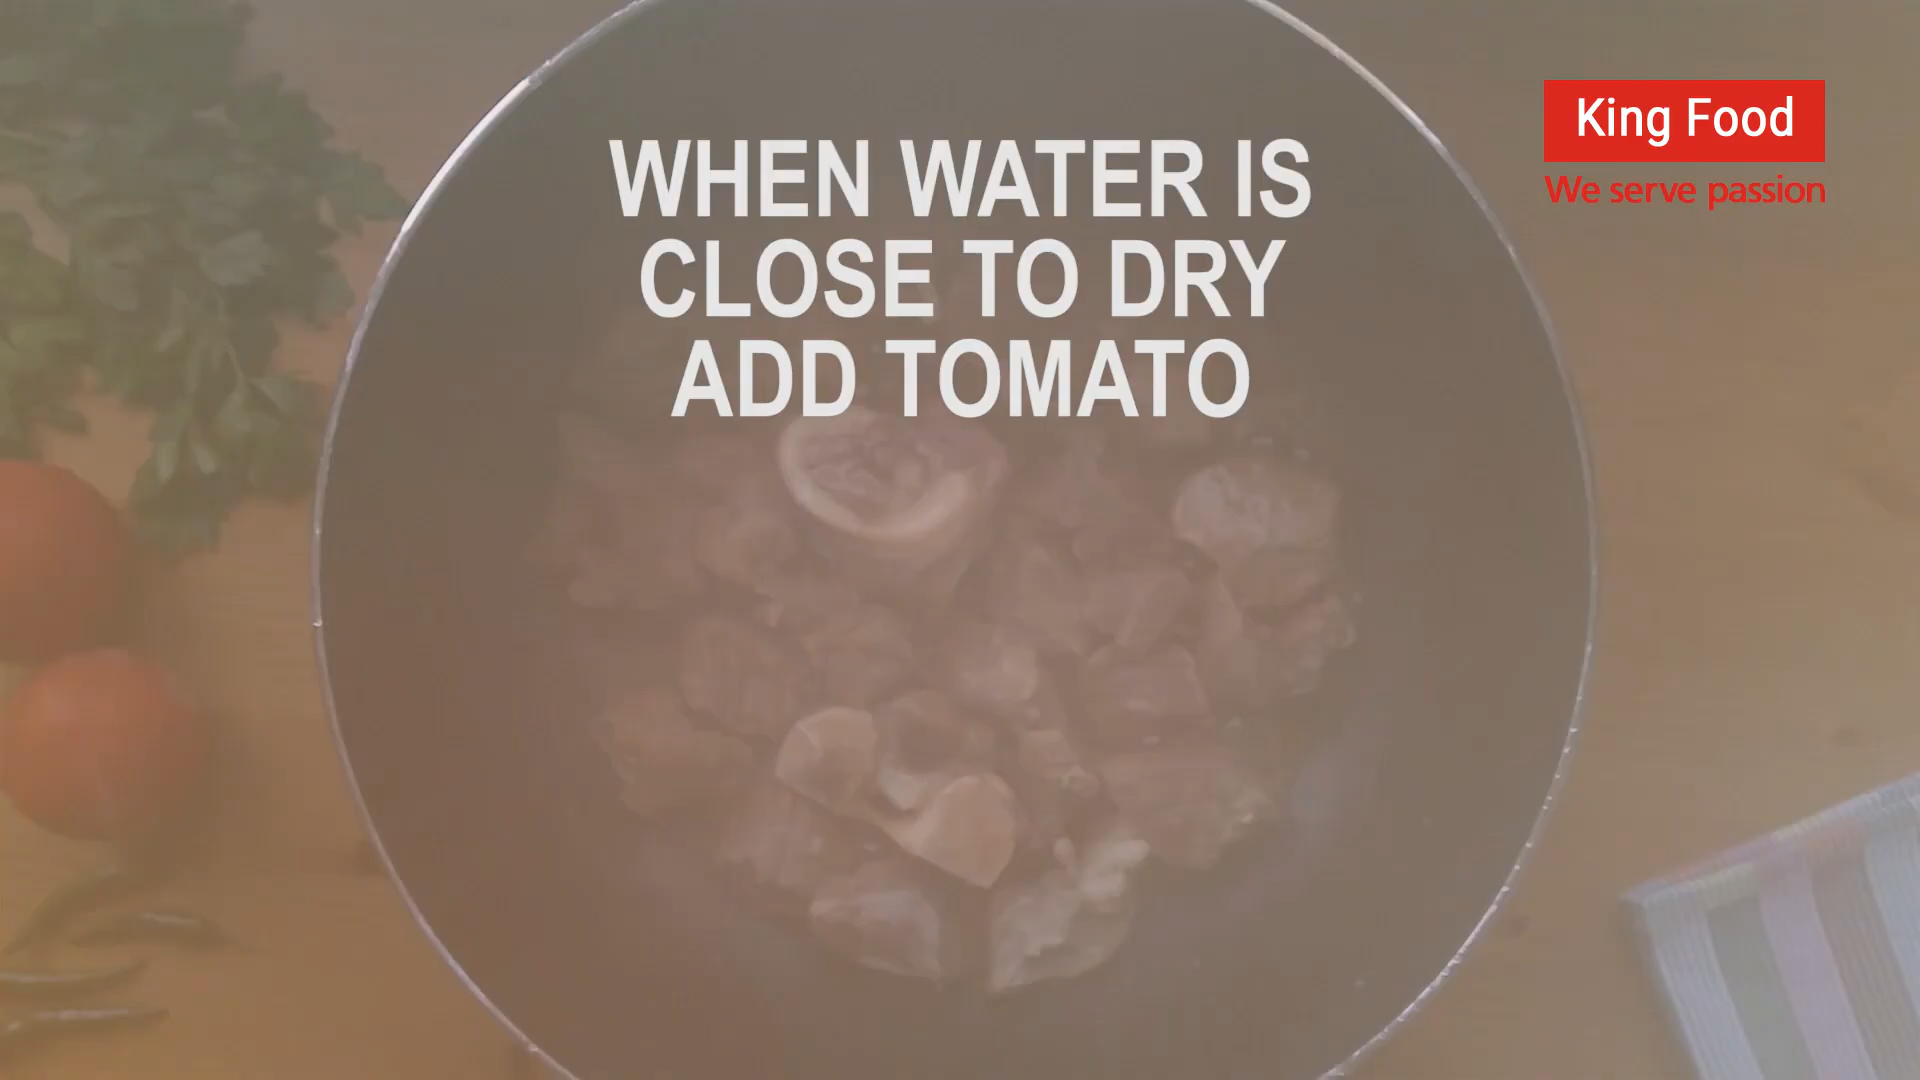 WHEN WATER IS
CLOSE TO DRY
ADD TOMATO
King Food
We serve passion